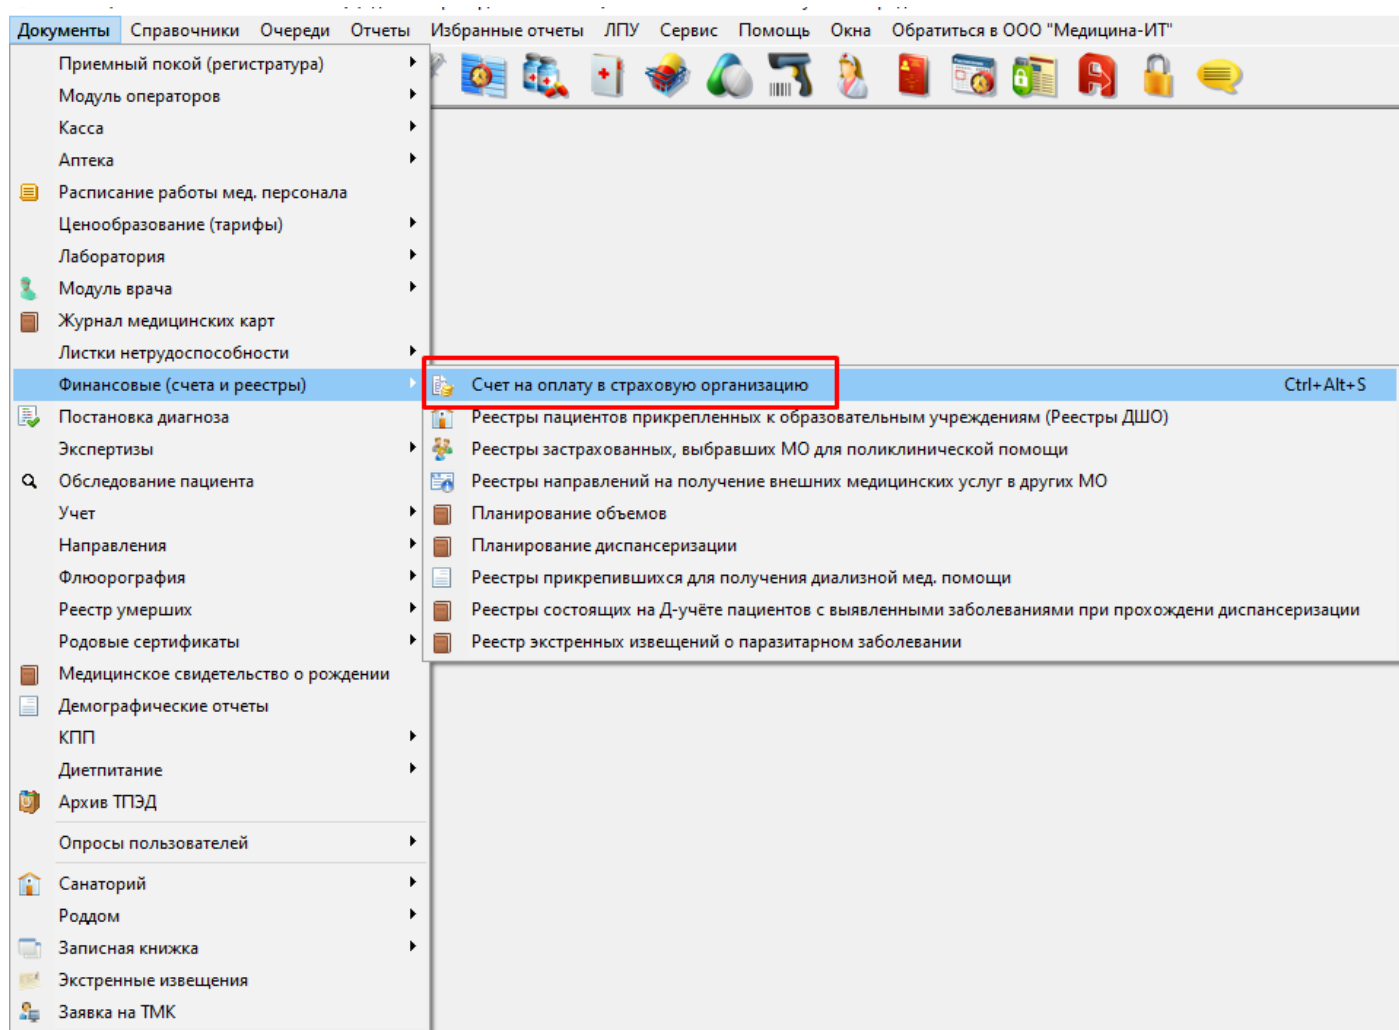 Документы Справочники Очереди Отчеты Избранные отчеты ЛПУ Сервис Помощь Окна Обратиться в ООО "Медицина-ИТ"
Приемный покой (регистратура)
Модуль операторов
Касса
Аптека
Расписание работы мед. персонала
Ценообразование (тарифы)
Лаборатория
Модуль врача
Журнал медицинских карт
Листки нетрудоспособности
Финансовые (счета и реестры)
Постановка диагноза
Экспертизы
Обследование пациента
Учет
Направления
Флюорография
Реестр умерших
Родовые сертификаты
Медицинское свидетельство о рождении
Демографические отчеты
КПП
Диетпитание
Архив ТПЭД
Опросы пользователей
Санаторий
Роддом
Записная книжка
Экстренные извещения
Заявка на ТМК
Счет на оплату в страховую организацию Ctrl+Alt+S
Реестры пациентов прикрепленных к образовательным учреждениям (Реестры ДШО)
Реестры застрахованных, выбравших МО для поликлинической помощи
Реестры направлений на получение внешних медицинских услуг в других МО
Планирование объемов
Планирование диспансеризации
Реестры прикрепившихся для получения диализной мед. помощи
Реестры состоящих на Д-учёте пациентов с выявленными заболеваниями при прохождени диспансеризации
Реестр экстренных извещений о паразитарном заболевании